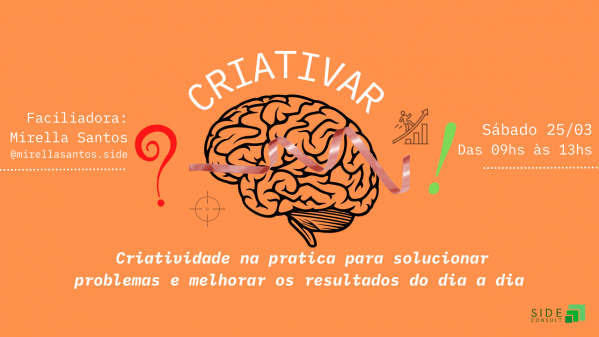 CRIATIVAR
Faciliadora:
Mirella Santos
@mirellasantos.side
?
!
Sábado 25/03
Das 09hs às 13hs
Criatividade na pratica para solucionar
problemas e melhorar os resultados do dia a dia
SIDE
CONSULT